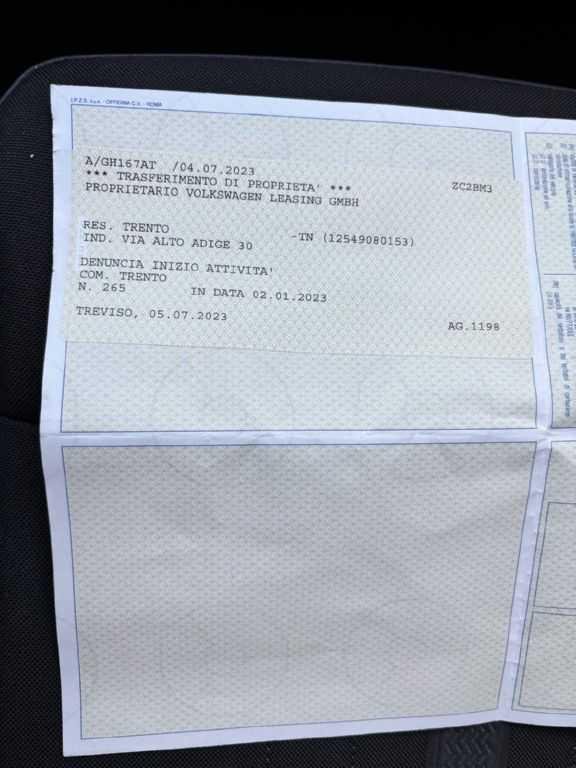 I.P.Z.S. S.p.A. - OFFICINA C.V. - ROMA
A/GH167AT /04.07.2023
*** TRASFERIMENTO DI PROPRIETA' *** ZC2BM3
PROPRIETARIO VOLKSWAGEN LEASING GMBH
RES. TRENTO -TN (12549080153)
IND. VIA ALTO ADIGE 30
DENUNCIA INIZIO ATTIVITA'
COM. TRENTO
N. 265 IN DATA 02.01.2023
TREVISO, 05.07.2023 AG.1198